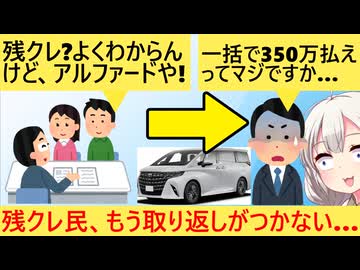 残クレ?よくわからん
けど、アルファードや!
一括で350万払え
ってマジですか…
残クレ民、もう取り返しがつかない…